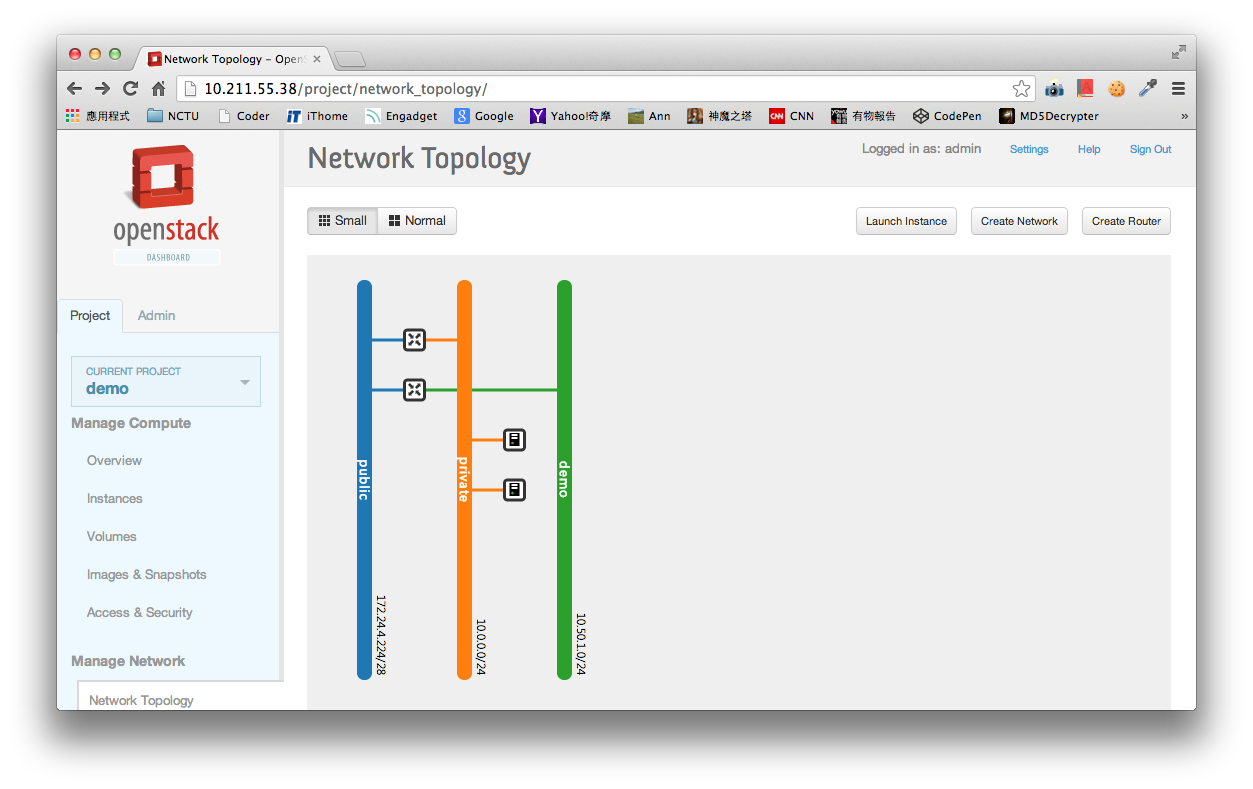 Network Topology – OpenS
10.211.55.38/project/network_topology/
應用程式 NCTU Coder iThome Engadget Google Yahoo!奇摩 Ann 神魔之塔 CNN 有物報告 CodePen MD5Decrypter »
openstack
DASHBOARD
Network Topology
Logged in as: admin Settings Help Sign Out
Project Admin
Small Normal
Launch Instance Create Network Create Router
CURRENT PROJECT
demo
Manage Compute
Overview
Instances
Volumes
Images & Snapshots
Access & Security
Manage Network
Network Topology
public
172.24.4.224/28
private
10.0.0.0/24
demo
10.50.1.0/24